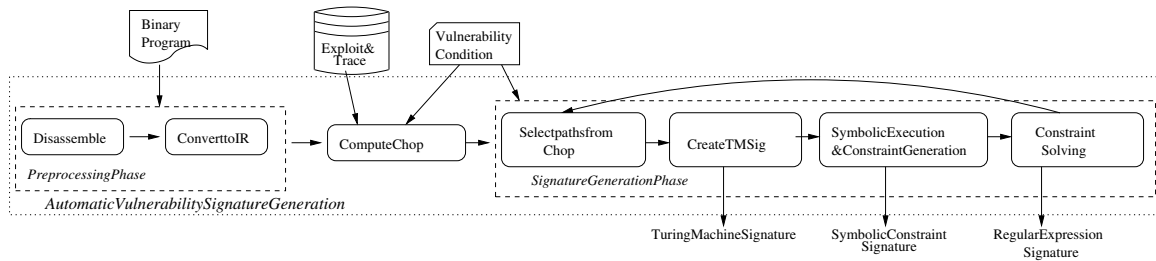 Binary
Program
Exploit&
Trace
Vulnerability
Condition
Disassemble
ConverttoIR
PreprocessingPhase
AutomaticVulnerabilitySignatureGeneration
ComputeChop
Selectpathsfrom
Chop
CreateTMSig
SymbolicExecution
&ConstraintGeneration
Constraint
Solving
SignatureGenerationPhase
TuringMachineSignature
SymbolicConstraint
Signature
RegularExpression
Signature